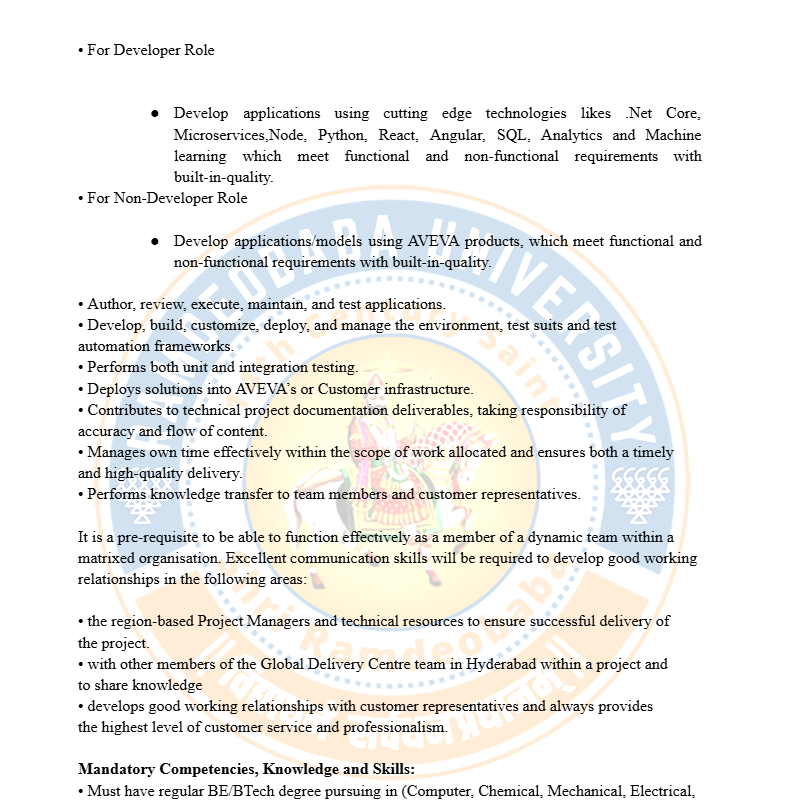 • For Developer Role
● Develop applications using cutting edge technologies likes .Net Core,
Microservices,Node, Python, React, Angular, SQL, Analytics and Machine
learning which meet functional and non-functional requirements with
built-in-quality.
• For Non-Developer Role
● Develop applications/models using AVEVA products, which meet functional and
non-functional requirements with built-in-quality.
• Author, review, execute, maintain, and test applications.
• Develop, build, customize, deploy, and manage the environment, test suits and test
automation frameworks.
• Performs both unit and integration testing.
• Deploys solutions into AVEVA’s or Customer infrastructure.
• Contributes to technical project documentation deliverables, taking responsibility of
accuracy and flow of content.
• Manages own time effectively within the scope of work allocated and ensures both a timely
and high-quality delivery.
• Performs knowledge transfer to team members and customer representatives.
It is a pre-requisite to be able to function effectively as a member of a dynamic team within a
matrixed organisation. Excellent communication skills will be required to develop good working
relationships in the following areas:
• the region-based Project Managers and technical resources to ensure successful delivery of
the project.
• with other members of the Global Delivery Centre team in Hyderabad within a project and
to share knowledge
• develops good working relationships with customer representatives and always provides
the highest level of customer service and professionalism.
Mandatory Competencies, Knowledge and Skills:
• Must have regular BE/BTech degree pursuing in (Computer, Chemical, Mechanical, Electrical,
RAMDEOBABA UNIVERSITY
Century Saint
Shri Ramdeobaba